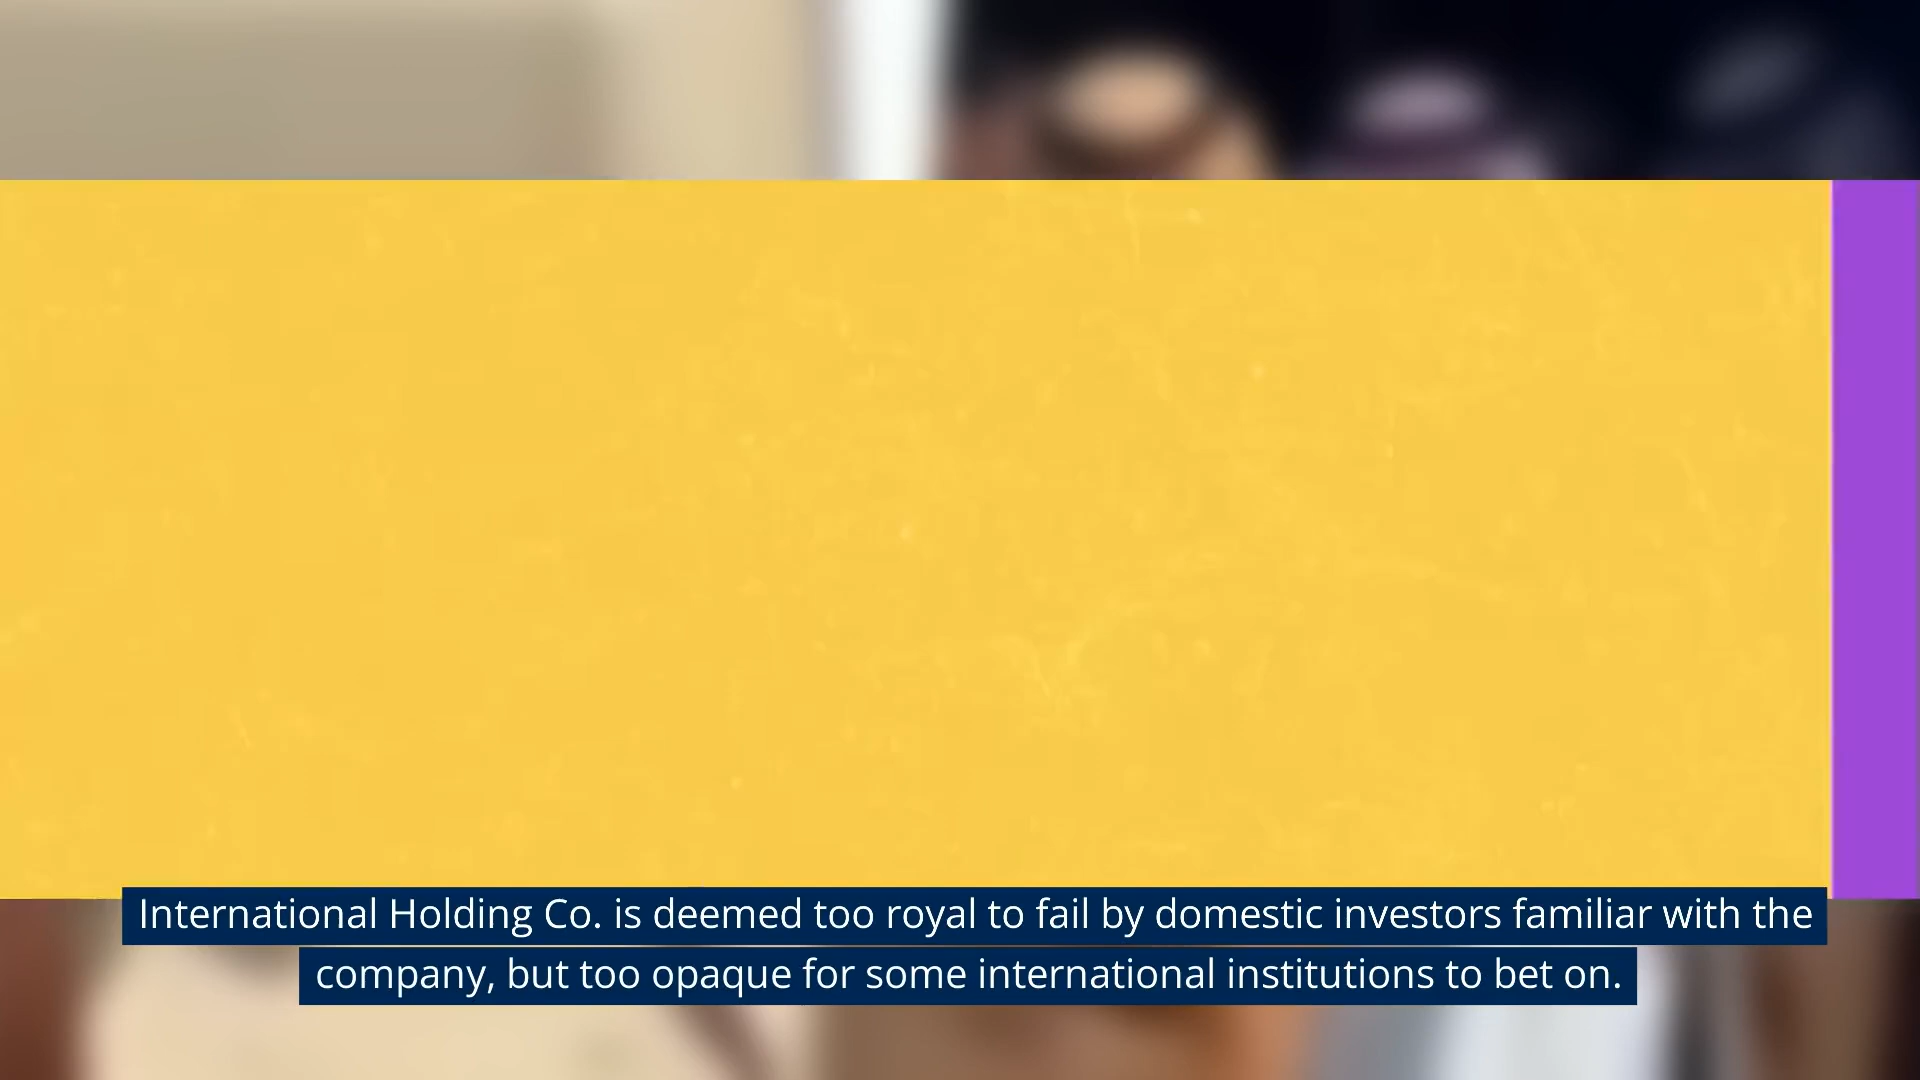 International Holding Co. is deemed too royal to fail by domestic investors familiar with the
company, but too opaque for some international institutions to bet on.